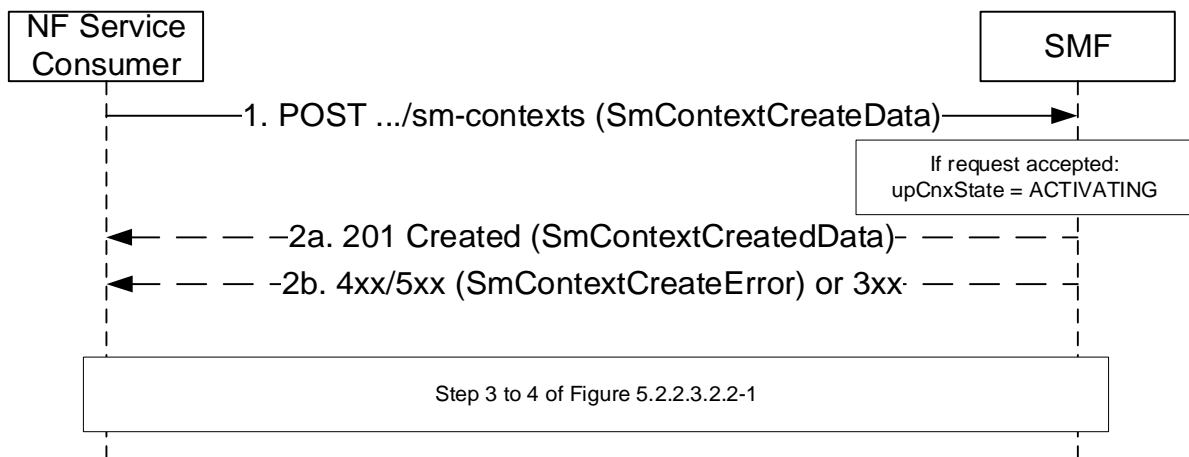 NF Service
Consumer
SMF
1. POST .../sm-contexts (SmContextCreateData)
If request accepted:
upCnxState = ACTIVATING
2a. 201 Created (SmContextCreatedData)
2b. 4xx/5xx (SmContextCreateError) or 3xx
Step 3 to 4 of Figure 5.2.2.3.2.2-1